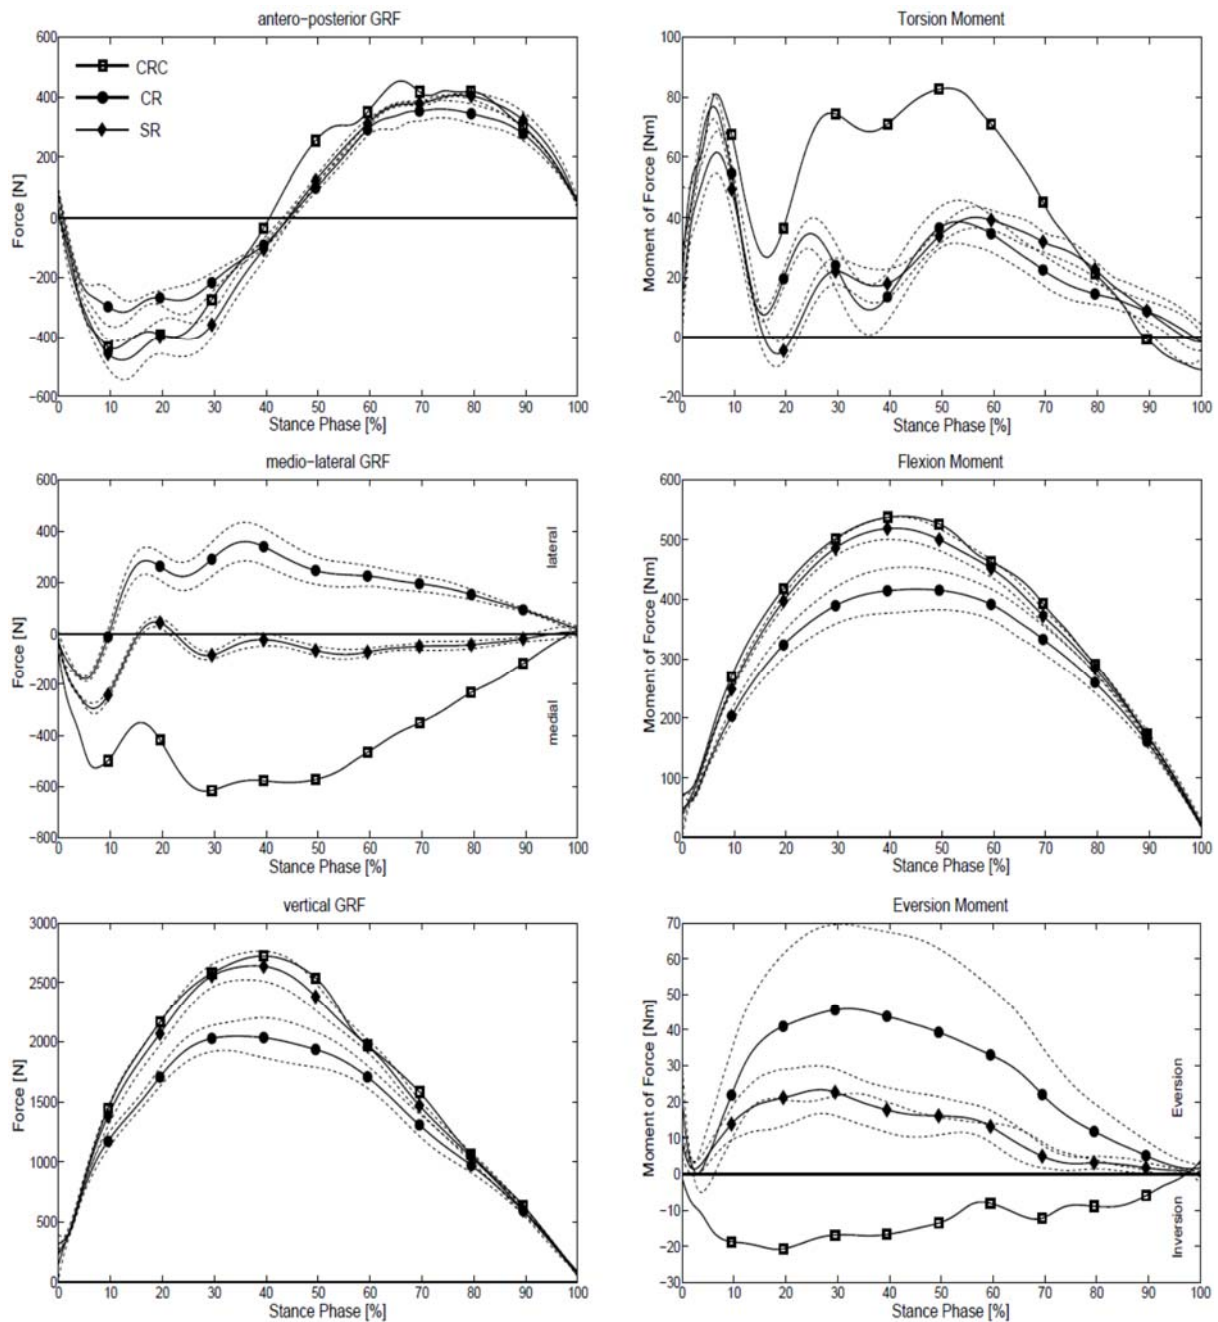 antero-posterior GRF
600
400
200
0
-200
-400
-600
Force [N]
CRC
CR
SR
0 10 20 30 40 50 60 70 80 90 100
Stance Phase [%]
Torsion Moment
100
80
60
40
20
0
-20
Moment of Force [Nm]
0 10 20 30 40 50 60 70 80 90 100
Stance Phase [%]
medio-lateral GRF
600
400
200
0
-200
-400
-600
-800
Force [N]
lateral
medial
0 10 20 30 40 50 60 70 80 90 100
Stance Phase [%]
Flexion Moment
600
500
400
300
200
100
0
Moment of Force [Nm]
0 10 20 30 40 50 60 70 80 90 100
Stance Phase [%]
vertical GRF
3000
2500
2000
1500
1000
500
0
Force [N]
0 10 20 30 40 50 60 70 80 90 100
Stance Phase [%]
Eversion Moment
70
60
50
40
30
20
10
0
-10
-20
-30
Moment of Force [Nm]
Eversion
Inversion
0 10 20 30 40 50 60 70 80 90 100
Stance Phase [%]